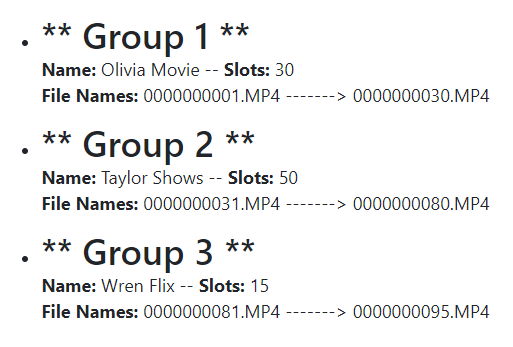 ** Group 1 **
Name: Olivia Movie -- Slots: 30
File Names: 0000000001.MP4 -------> 0000000030.MP4
** Group 2 **
Name: Taylor Shows -- Slots: 50
File Names: 0000000031.MP4 -------> 0000000080.MP4
** Group 3 **
Name: Wren Flix -- Slots: 15
File Names: 0000000081.MP4 -------> 0000000095.MP4